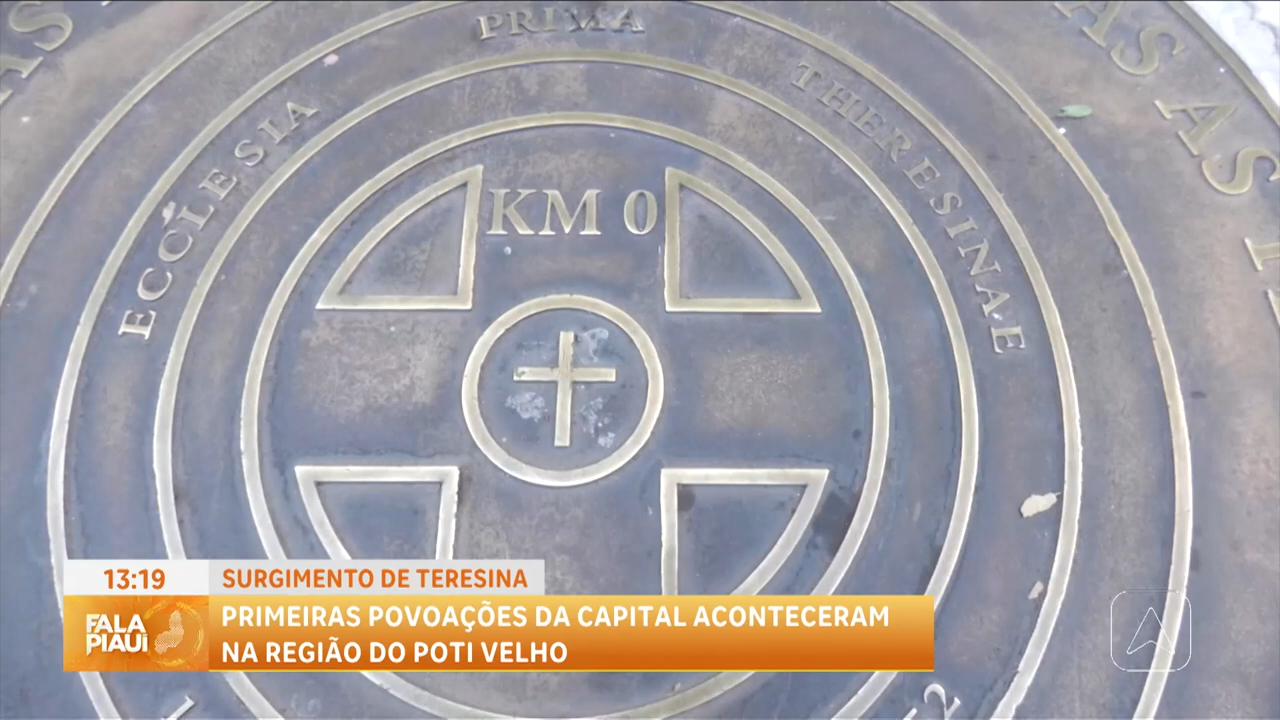 PRIMA
ECCLESIA
THERESINAE
KM 0
13:19
SURGIMENTO DE TERESINA
FALA
PIAUÍ
PRIMEIRAS POVOAÇÕES DA CAPITAL ACONTECERAM
NA REGIÃO DO POTI VELHO